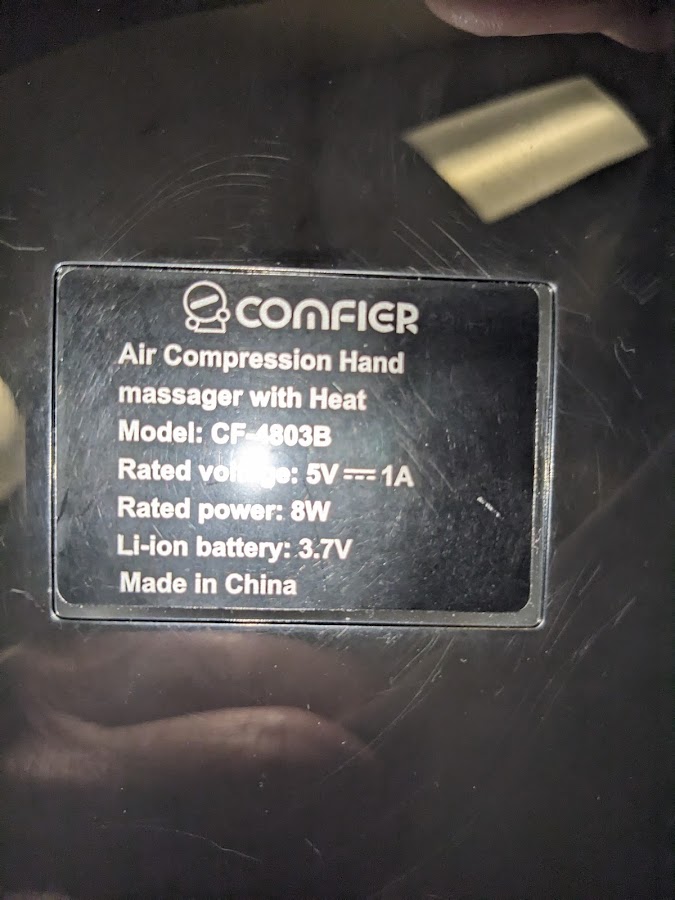 COMFIER
Air Compression Hand
massager with Heat
Model: CF-4803B
Rated voltage: 5V ⎓ 1A
Rated power: 8W
Li-ion battery: 3.7V
Made in China